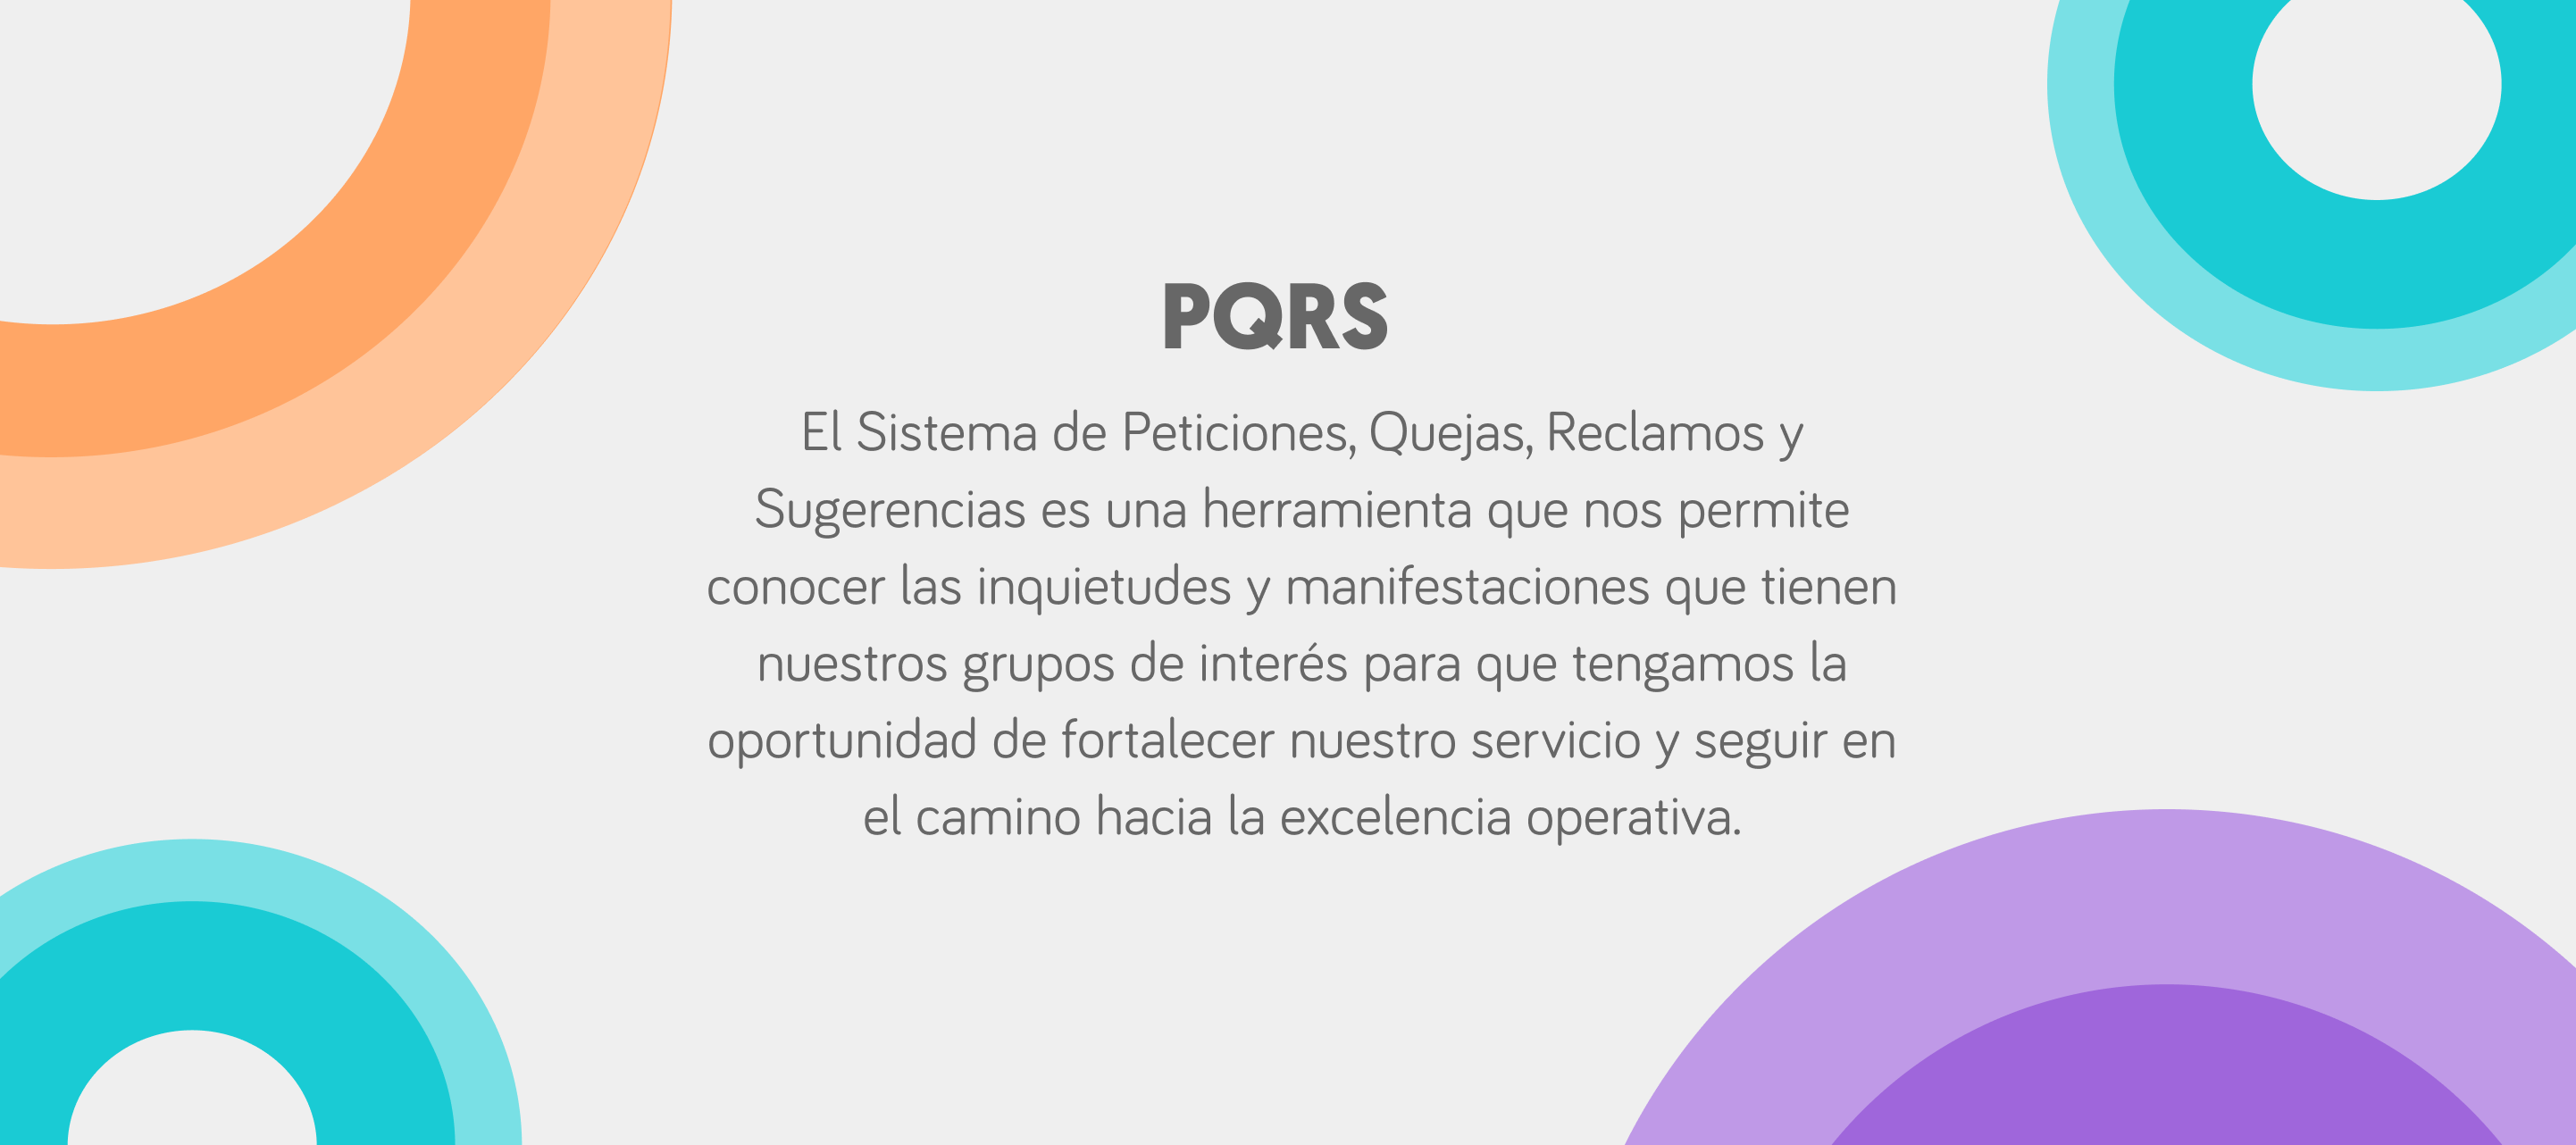 PQRS
El Sistema de Peticiones, Quejas, Reclamos y
Sugerencias es una herramienta que nos permite
conocer las inquietudes y manifestaciones que tienen
nuestros grupos de interés para que tengamos la
oportunidad de fortalecer nuestro servicio y seguir en
el camino hacia la excelencia operativa.